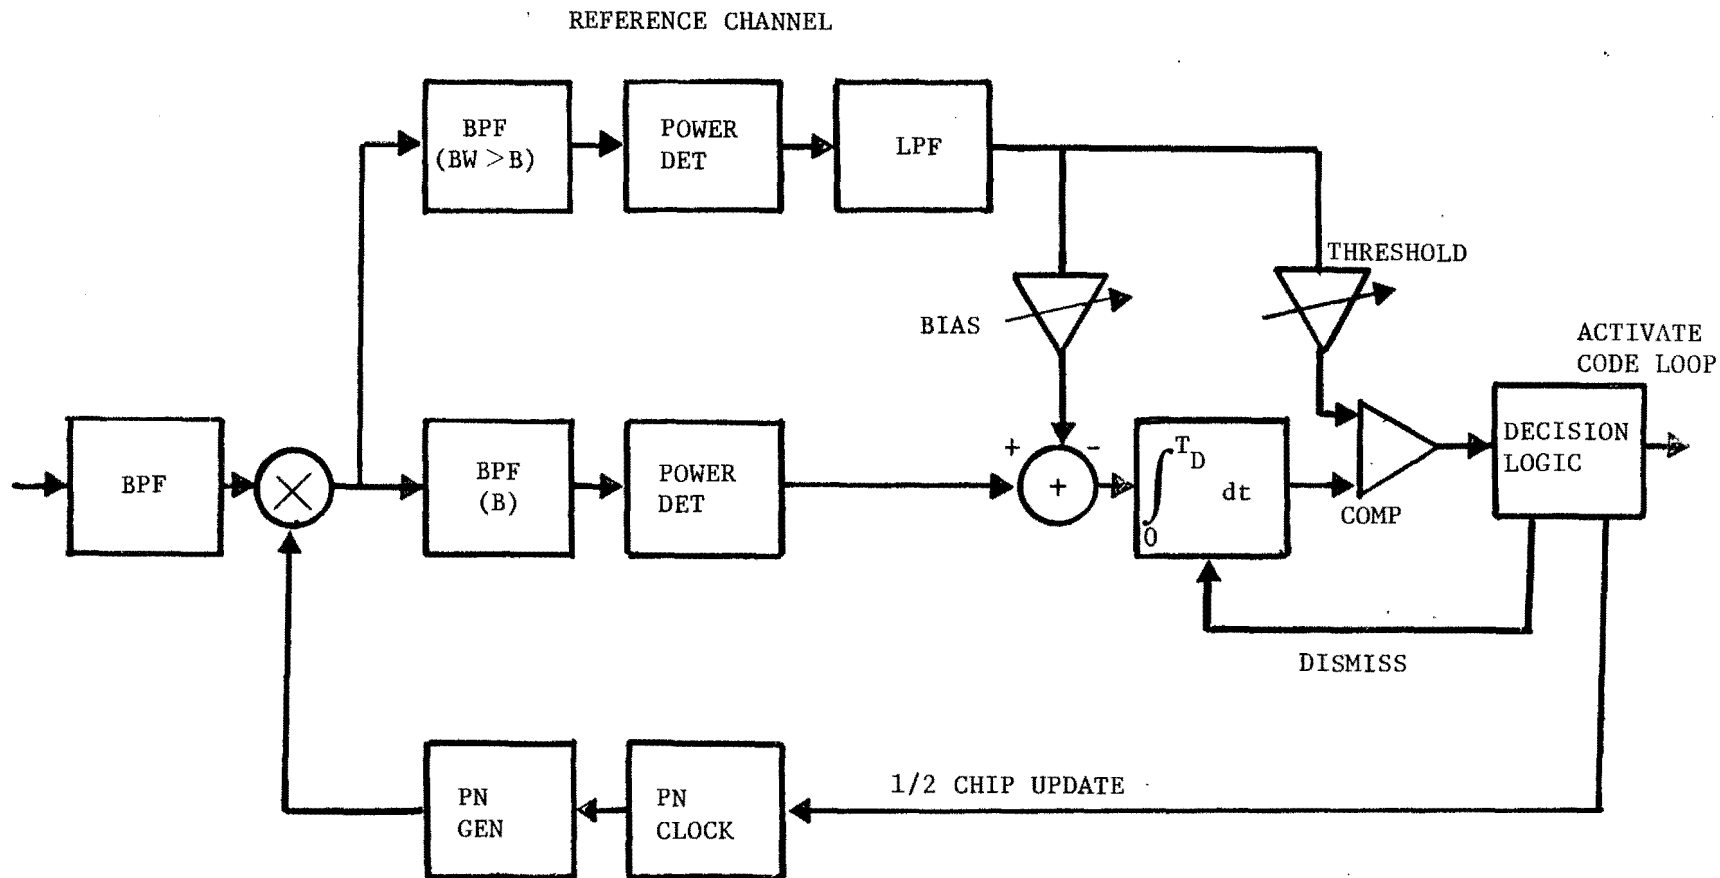 REFERENCE CHANNEL
BPF
(BW > B)
POWER
DET
LPF
THRESHOLD
BIAS
ACTIVATE
CODE LOOP
BPF
BPF
(B)
POWER
DET
+
-
+
T_D
∫ dt
0
COMP
DECISION
LOGIC
DISMISS
1/2 CHIP UPDATE
PN
GEN
PN
CLOCK